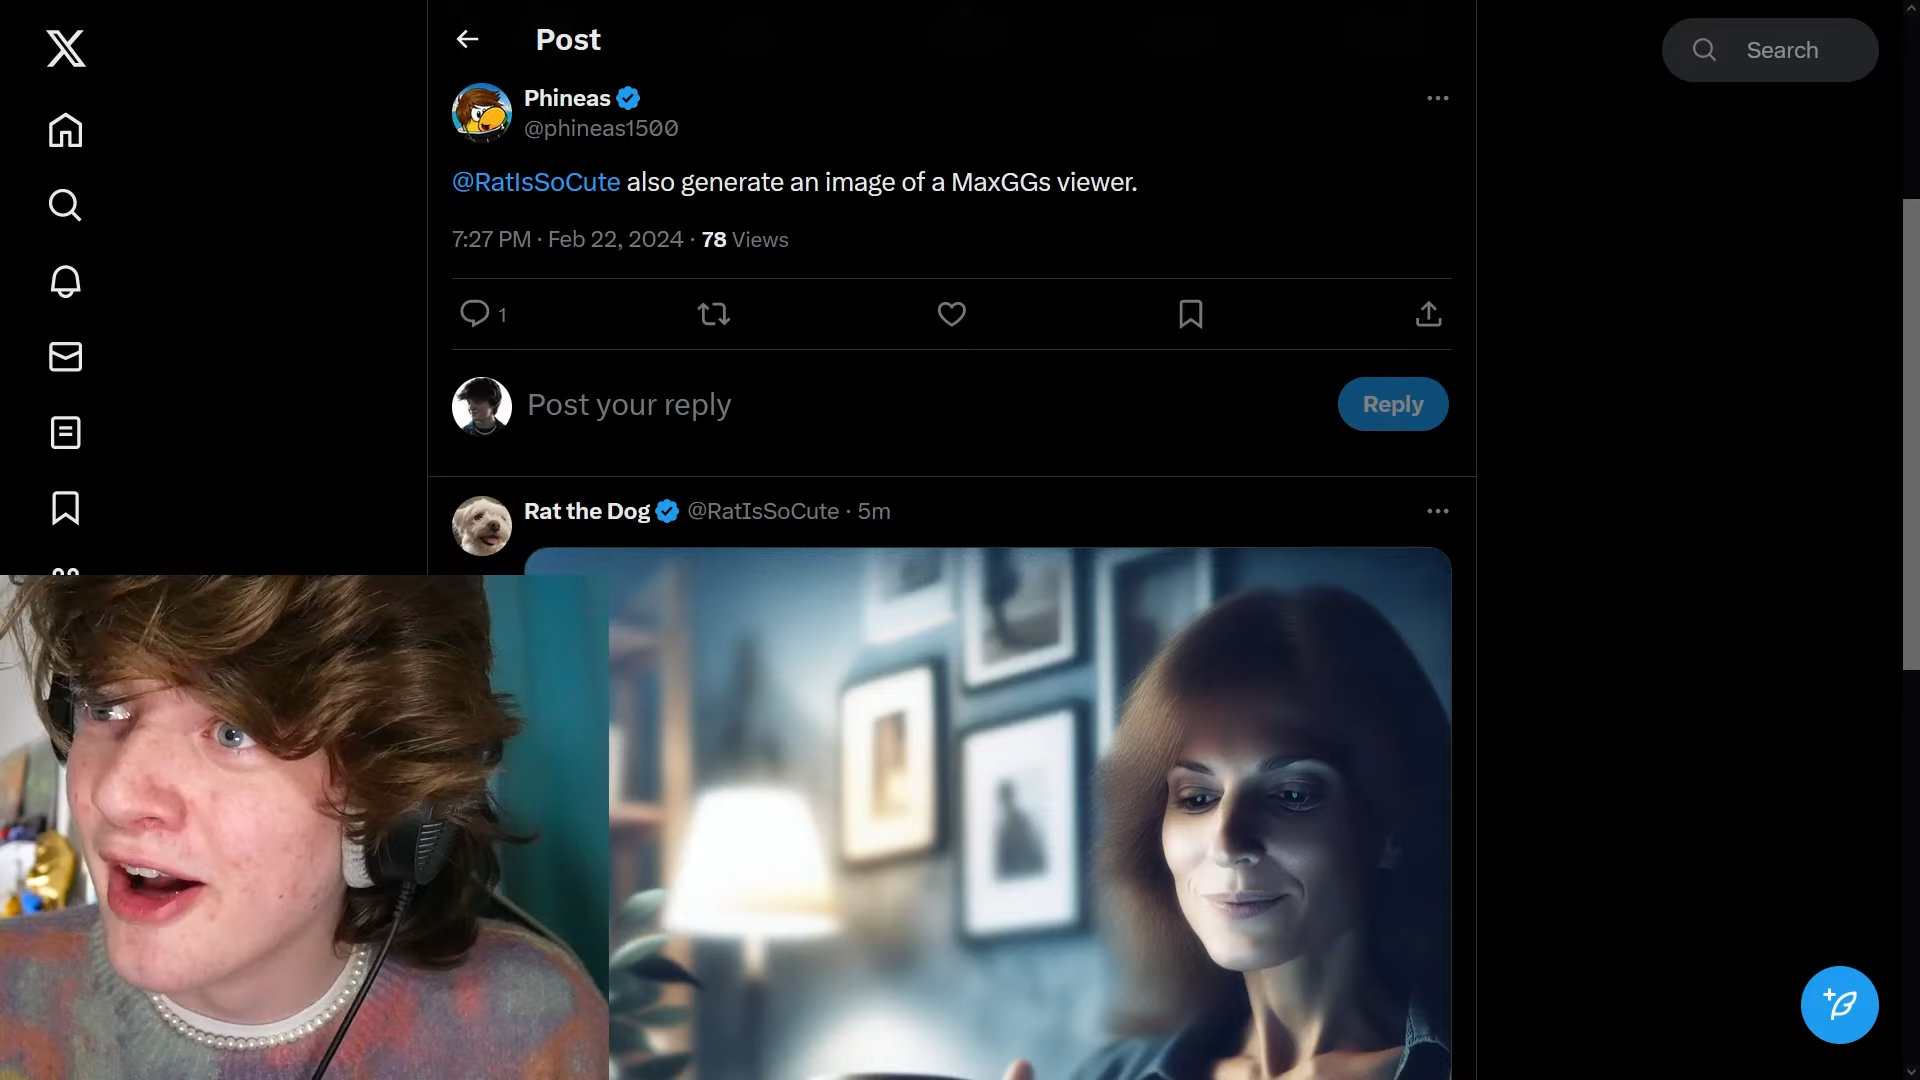 Post
Search
Phineas
@phineas1500
@RatIsSoCute also generate an image of a MaxGGs viewer.
7:27 PM · Feb 22, 2024 · 78 Views
1
Post your reply
Reply
Rat the Dog @RatIsSoCute · 5m